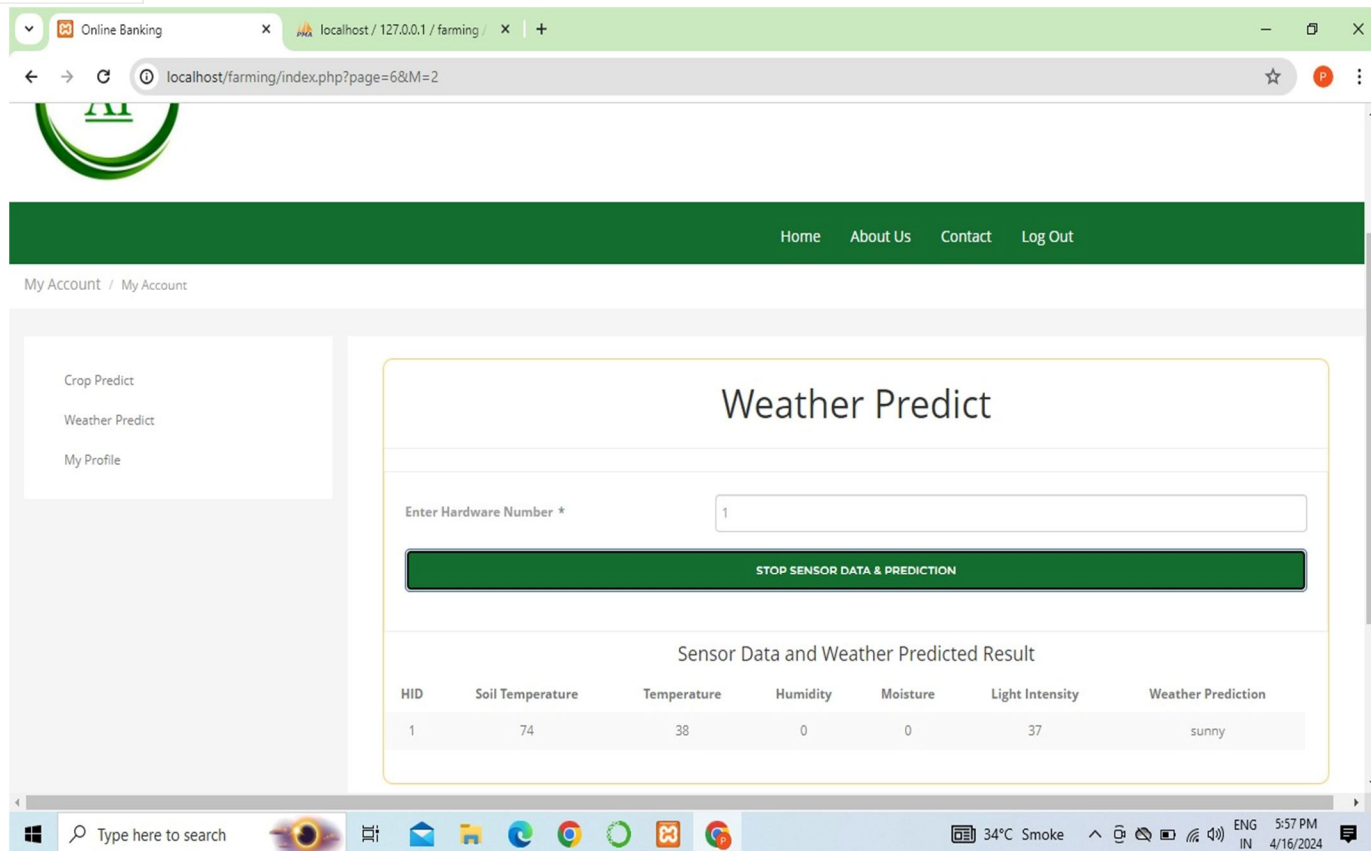 Online Banking
localhost / 127.0.0.1 / farming /
localhost/farming/index.php?page=6&M=2
P
AI
Home About Us Contact Log Out
My Account / My Account
Crop Predict
Weather Predict
My Profile
Weather Predict
Enter Hardware Number * 1
STOP SENSOR DATA & PREDICTION
Sensor Data and Weather Predicted Result
HID Soil Temperature Temperature Humidity Moisture Light Intensity Weather Prediction
1 74 38 0 0 37 sunny
Type here to search
34°C Smoke
ENG
IN
5:57 PM
4/16/2024